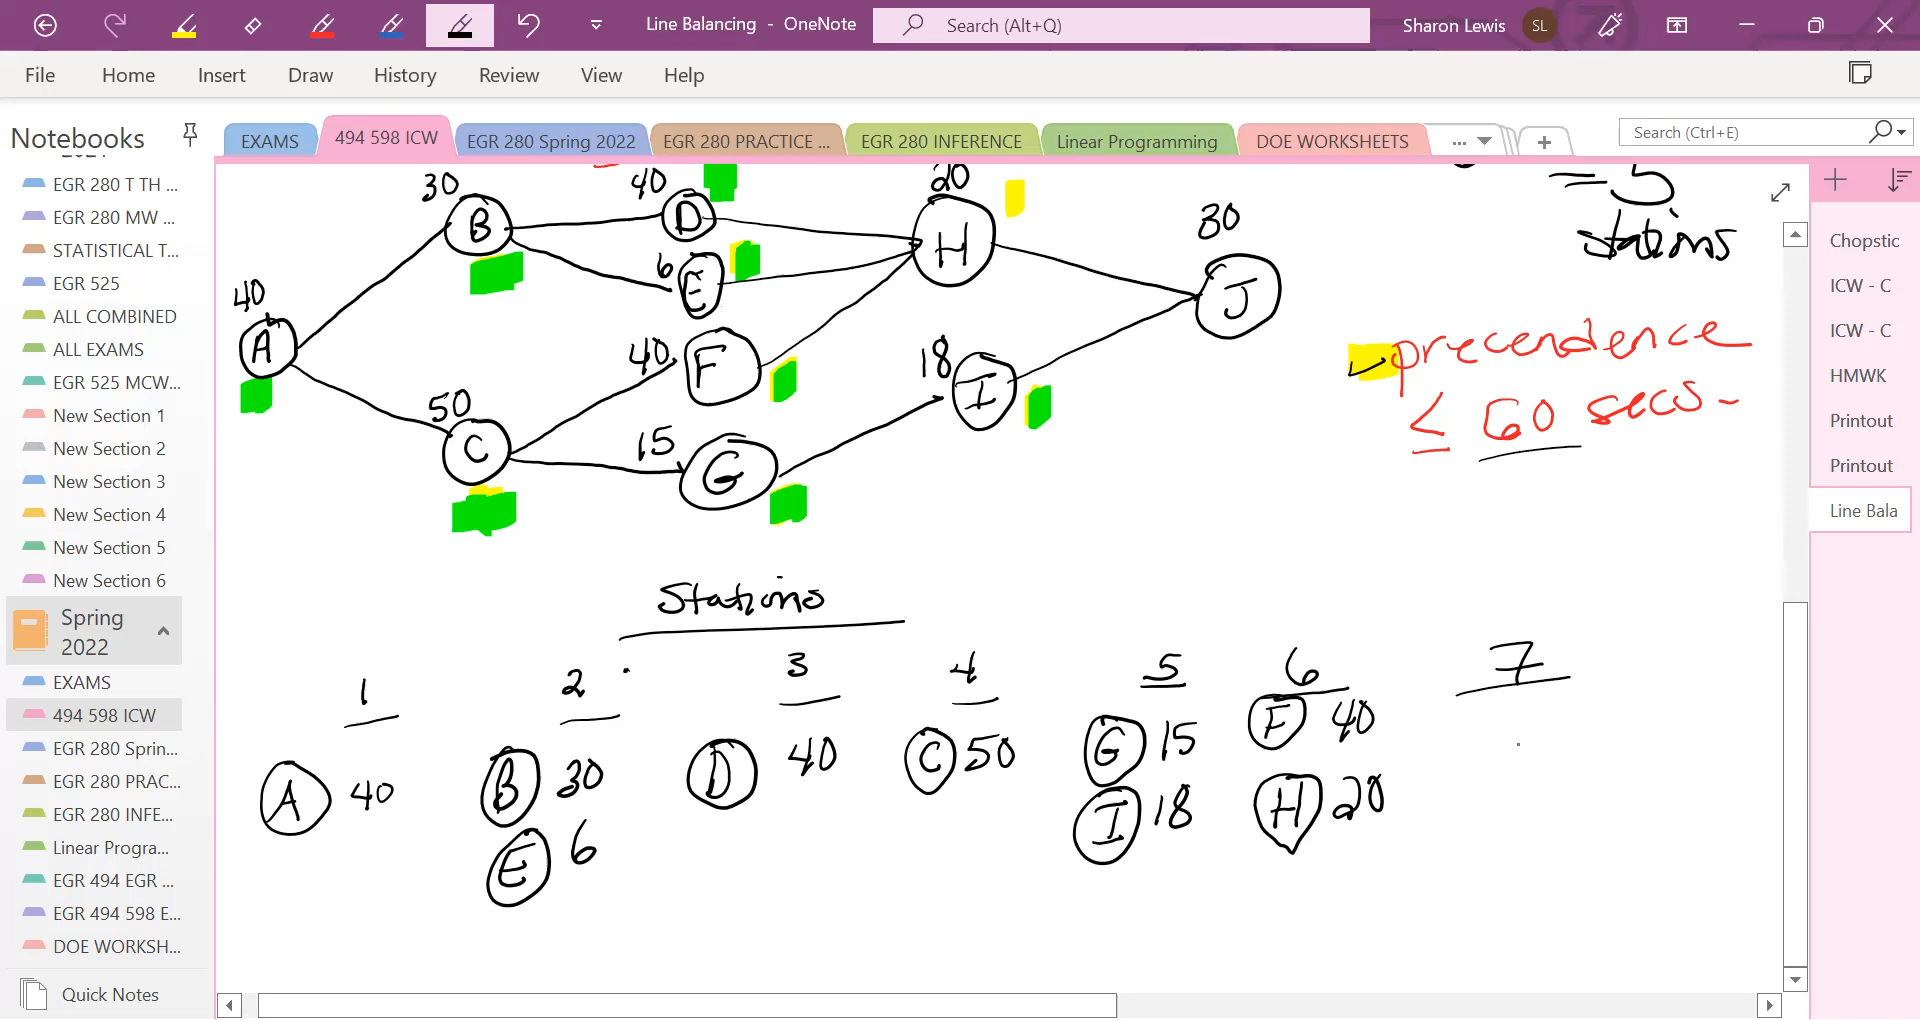 Line Balancing - OneNote
Search (Alt+Q)
Sharon Lewis
SL
File Home Insert Draw History Review View Help
Notebooks
EXAMS
494 598 ICW
EGR 280 Spring 2022
EGR 280 PRACTICE ...
EGR 280 INFERENCE
Linear Programming
DOE WORKSHEETS
...
Search (Ctrl+E)
EGR 280 T TH ...
EGR 280 MW ...
STATISTICAL T...
EGR 525
ALL COMBINED
ALL EXAMS
EGR 525 MCW...
New Section 1
New Section 2
New Section 3
New Section 4
New Section 5
New Section 6
Spring
2022
EXAMS
494 598 ICW
EGR 280 Sprin...
EGR 280 PRAC...
EGR 280 INFE...
Linear Progra...
EGR 494 EGR ...
EGR 494 598 E...
DOE WORKSH...
Quick Notes
30
B
40
D
20
H
30
J
6
E
40
A
40
F
18
I
50
C
15
G
= 5
stations
precendence
≤ 60 secs.
Stations
1 2 3 4 5 6 7
A 40
B 30
E 6
D 40
C 50
G 15
I 18
F 40
H 20
Chopstic
ICW - C
ICW - C
HMWK
Printout
Printout
Line Bala